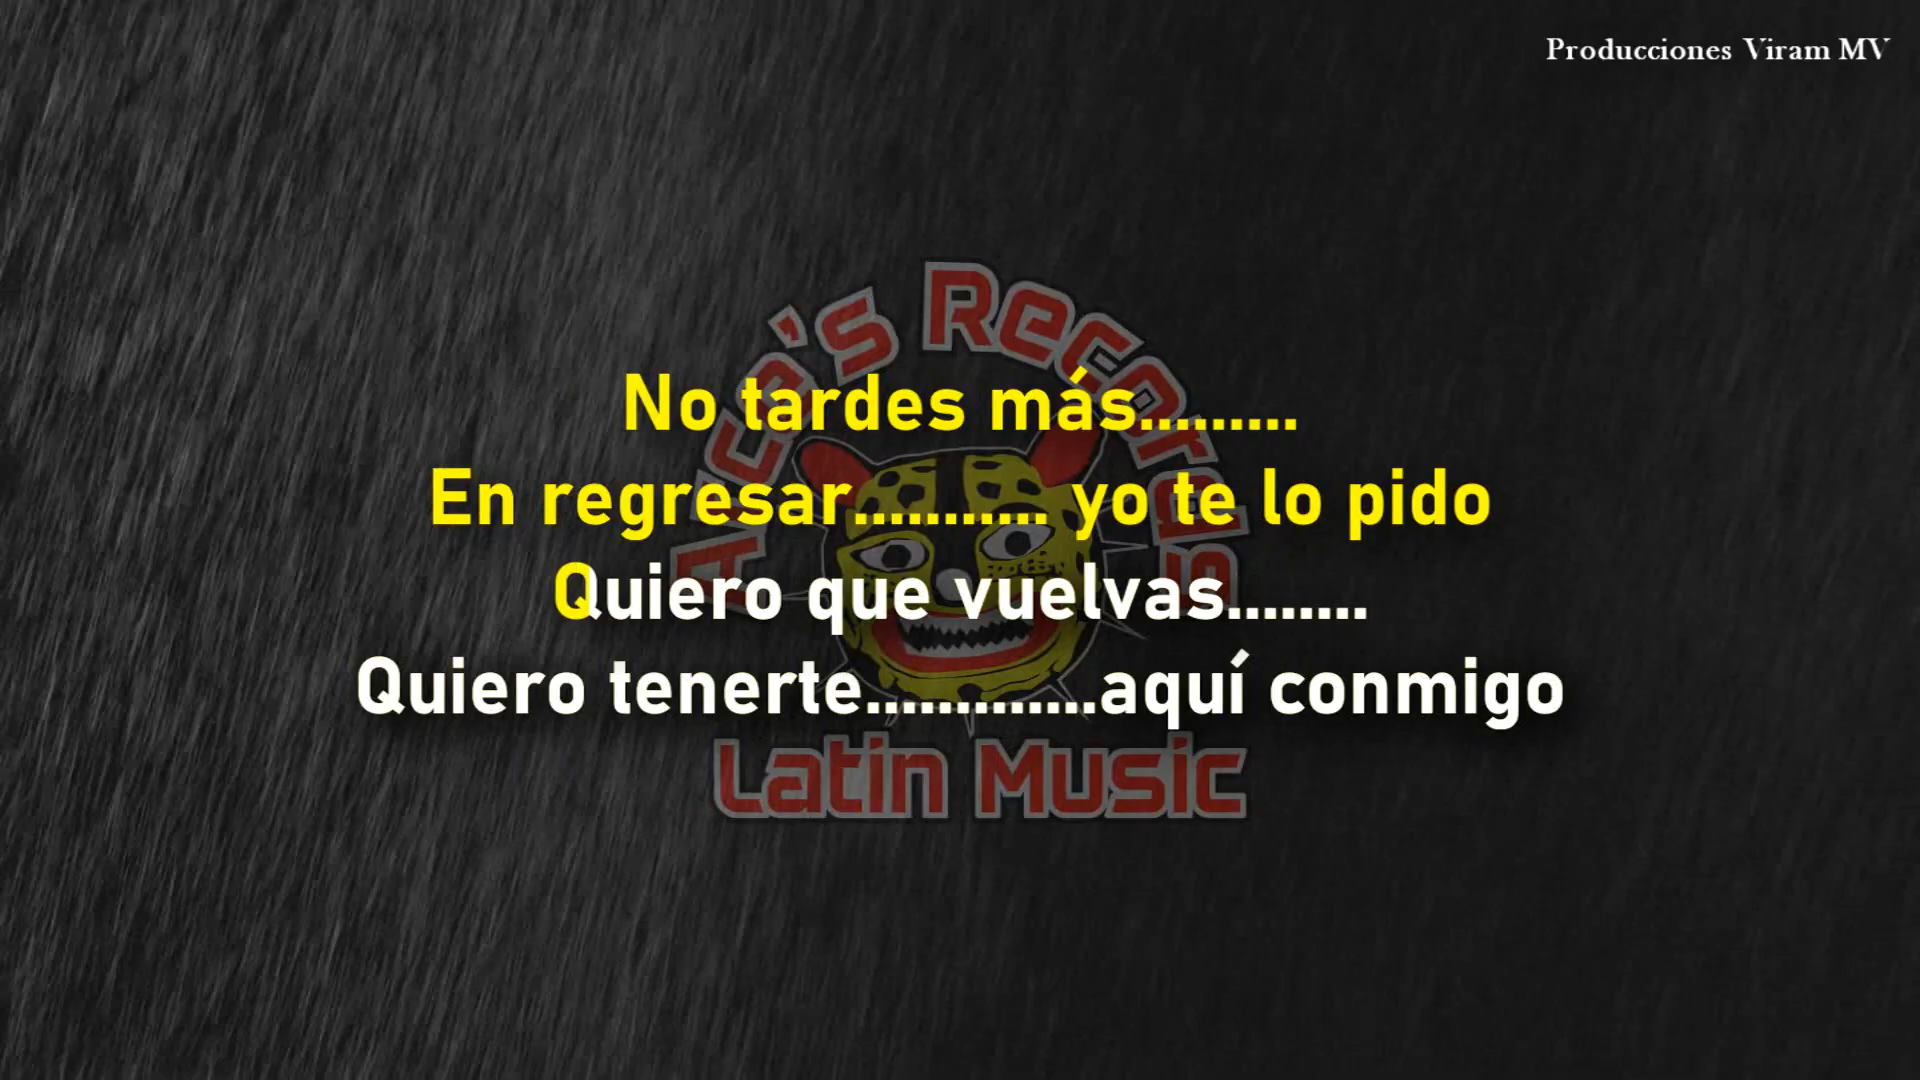 Producciones Viram MV
Alce's Records
No tardes más.........
En regresar........... yo te lo pido
Quiero que vuelvas........
Quiero tenerte.............aquí conmigo
Latin Music